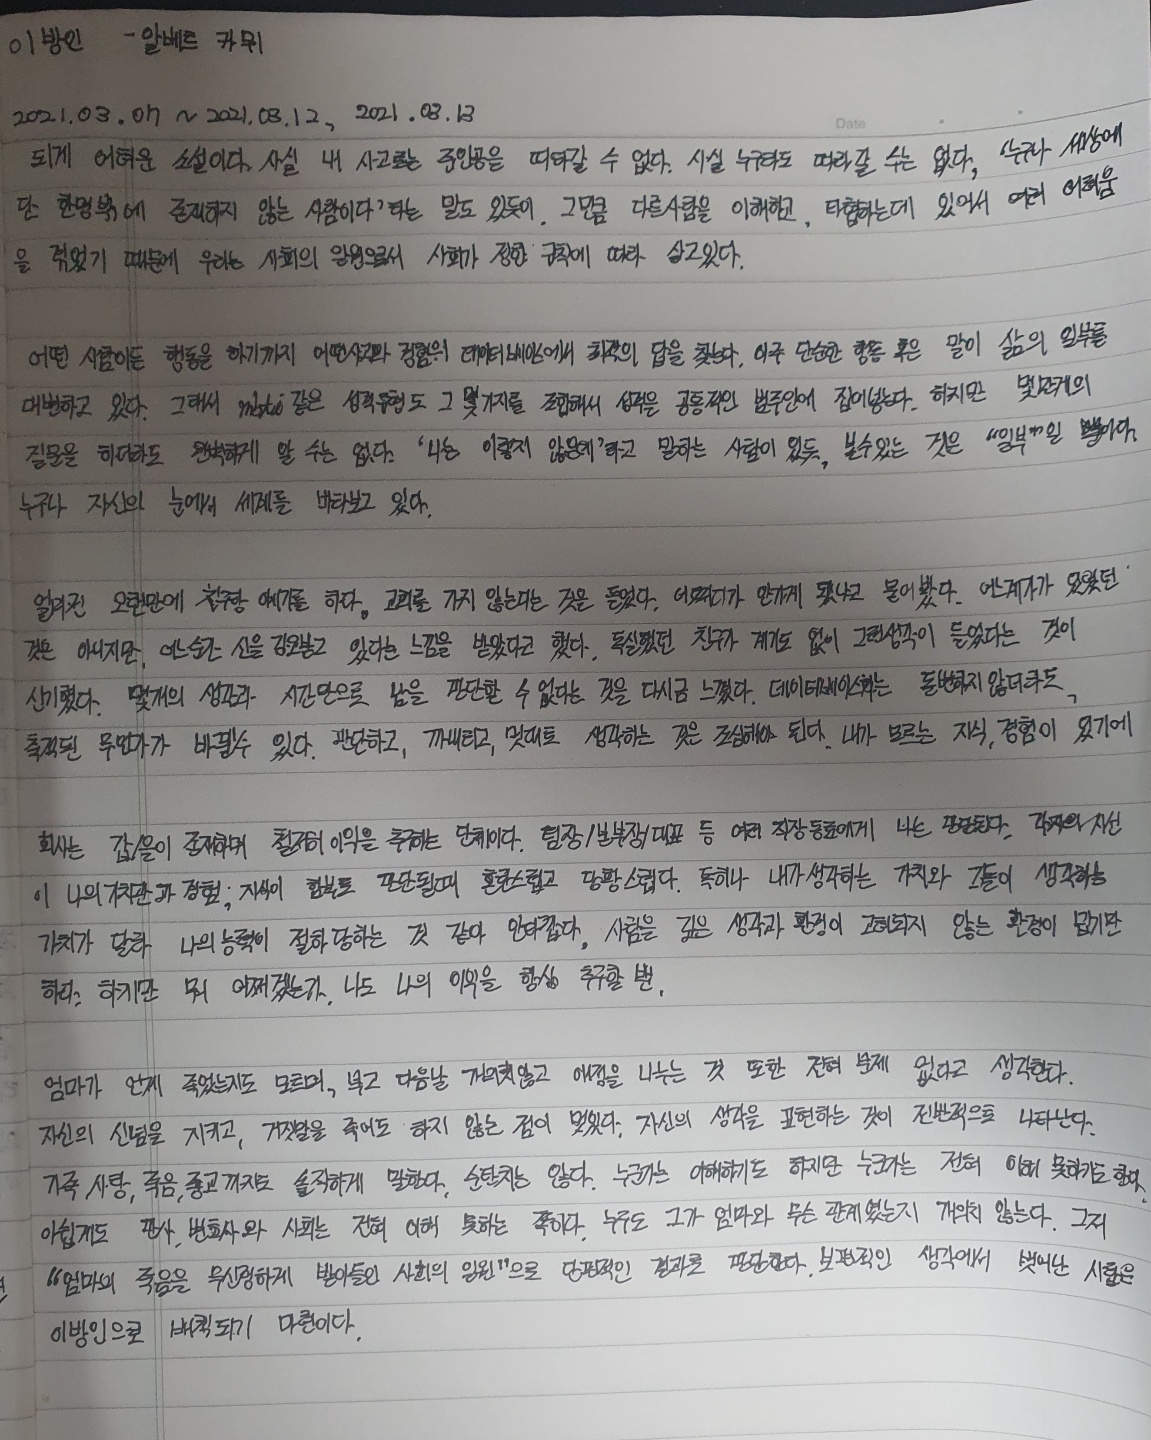 이방인 - 알베르 카뮈
2021.03.07 ~ 2021.03.12, 2021.03.13
Date
되게 어려운 소설이다. 사실 내 사고로는 주인공을 따라갈 수 없다. 사실 누구라도 따라갈 수는 없다, '누구나 세상에
단 한명밖에 존재하지 않는 사람이다'라는 말도 있듯이. 그만큼 다른사람을 이해하고, 타협하는데 있어서 여러 어려움
을 겪었기 때문에 우리는 사회의 일원으로서 사회가 정한 규칙에 따라 살고있다.
어떤 사람이든 행동을 하기까지 어떤사고와 경험위 데이터베이스에서 최적의 답을 찾는다. 아주 단순한 행동 혹은 말이 삶의 일부를
대변하고 있다. 그래서 mbti 같은 성격유형도 그 몇가지를 조합해서 성격을 공통적인 범주안에 집어넣는다. 하지만 몇십개의
질문을 하더라도 완벽하게 알 수는 없다. '나는 이렇지 않은데'라고 말하는 사람이 있듯, 볼수있는 것은 "일부"일 뿐이다.
누구나 자신의 눈에서 세계를 바라보고 있다.
얼마전 오랜만에 친구랑 얘기를 하다. 교회를 가지 않는다는 것을 들었다. 어쩌다가 안가게 됐냐고 물어봤다. 어느계기가 있었던
것은 아니지만, 어느순간 신을 깔보고 있다는 느낌을 받았다고 했다. 독실했던 친구가 계기도 없이 그런생각이 들었다는 것이
신기했다. 몇개의 생각과 시간만으로 남을 판단할 수 없다는 것을 다시금 느꼈다. 데이터베이스화는 돌변하지 않더라도,
축적된 무언가가 바뀔수 있다. 판단하고, 깎내리고, 멋대로 생각하는 것은 조심해야 된다. 내가 모르는 지식, 경험이 있기에
회사는 갑/을이 존재하며 철저히 이익을 추구하는 단체이다. 팀장/본부장/대표 등 여러 직장동료에게 나는 판단된다. 각자의 시선
이 나의 가치관과 경험, 지식이 함부로 판단될때 혼란스럽고 당황스럽다. 특히나 내가생각하는 가치와 그들이 생각하는
가치가 달라 나의 능력이 절하당하는 것 같아 안타깝다. 사람을 깊은 생각과 환경이 고려되지 않는 환경이 밉기만
하다. 하지만 뭐 어쩌겠는가. 나도 나의 이익을 항상 추구할 뿐.
엄마가 언제 죽었는지도 모르며, 부고 다음날 개의치않고 애정을 나누는 것 또한 전혀 문제 없다고 생각한다.
자신의 신념을 지키고, 거짓말을 죽어도 하지 않는 점이 멋있다. 자신의 생각을 표현하는 것이 전반적으로 나타난다.
가족, 사랑, 죽음, 종교까지도 솔직하게 말한다. 순탄치는 않다. 누군가는 이해하기도 하지만 누군가는 전혀 이해 못하기도 한다.
아쉽게도 판사, 변호사와 사회는 전혀 이해 못하는 쪽이다. 누구도 그가 엄마와 무슨 관계였는지 개의치 않는다. 그저
"엄마의 죽음을 무심하게 받아들인 사회의 일원"으로 단편적인 결과로 판단한다. 보편적인 생각에서 벗어난 사람은
이방인으로 배척되기 마련이다.